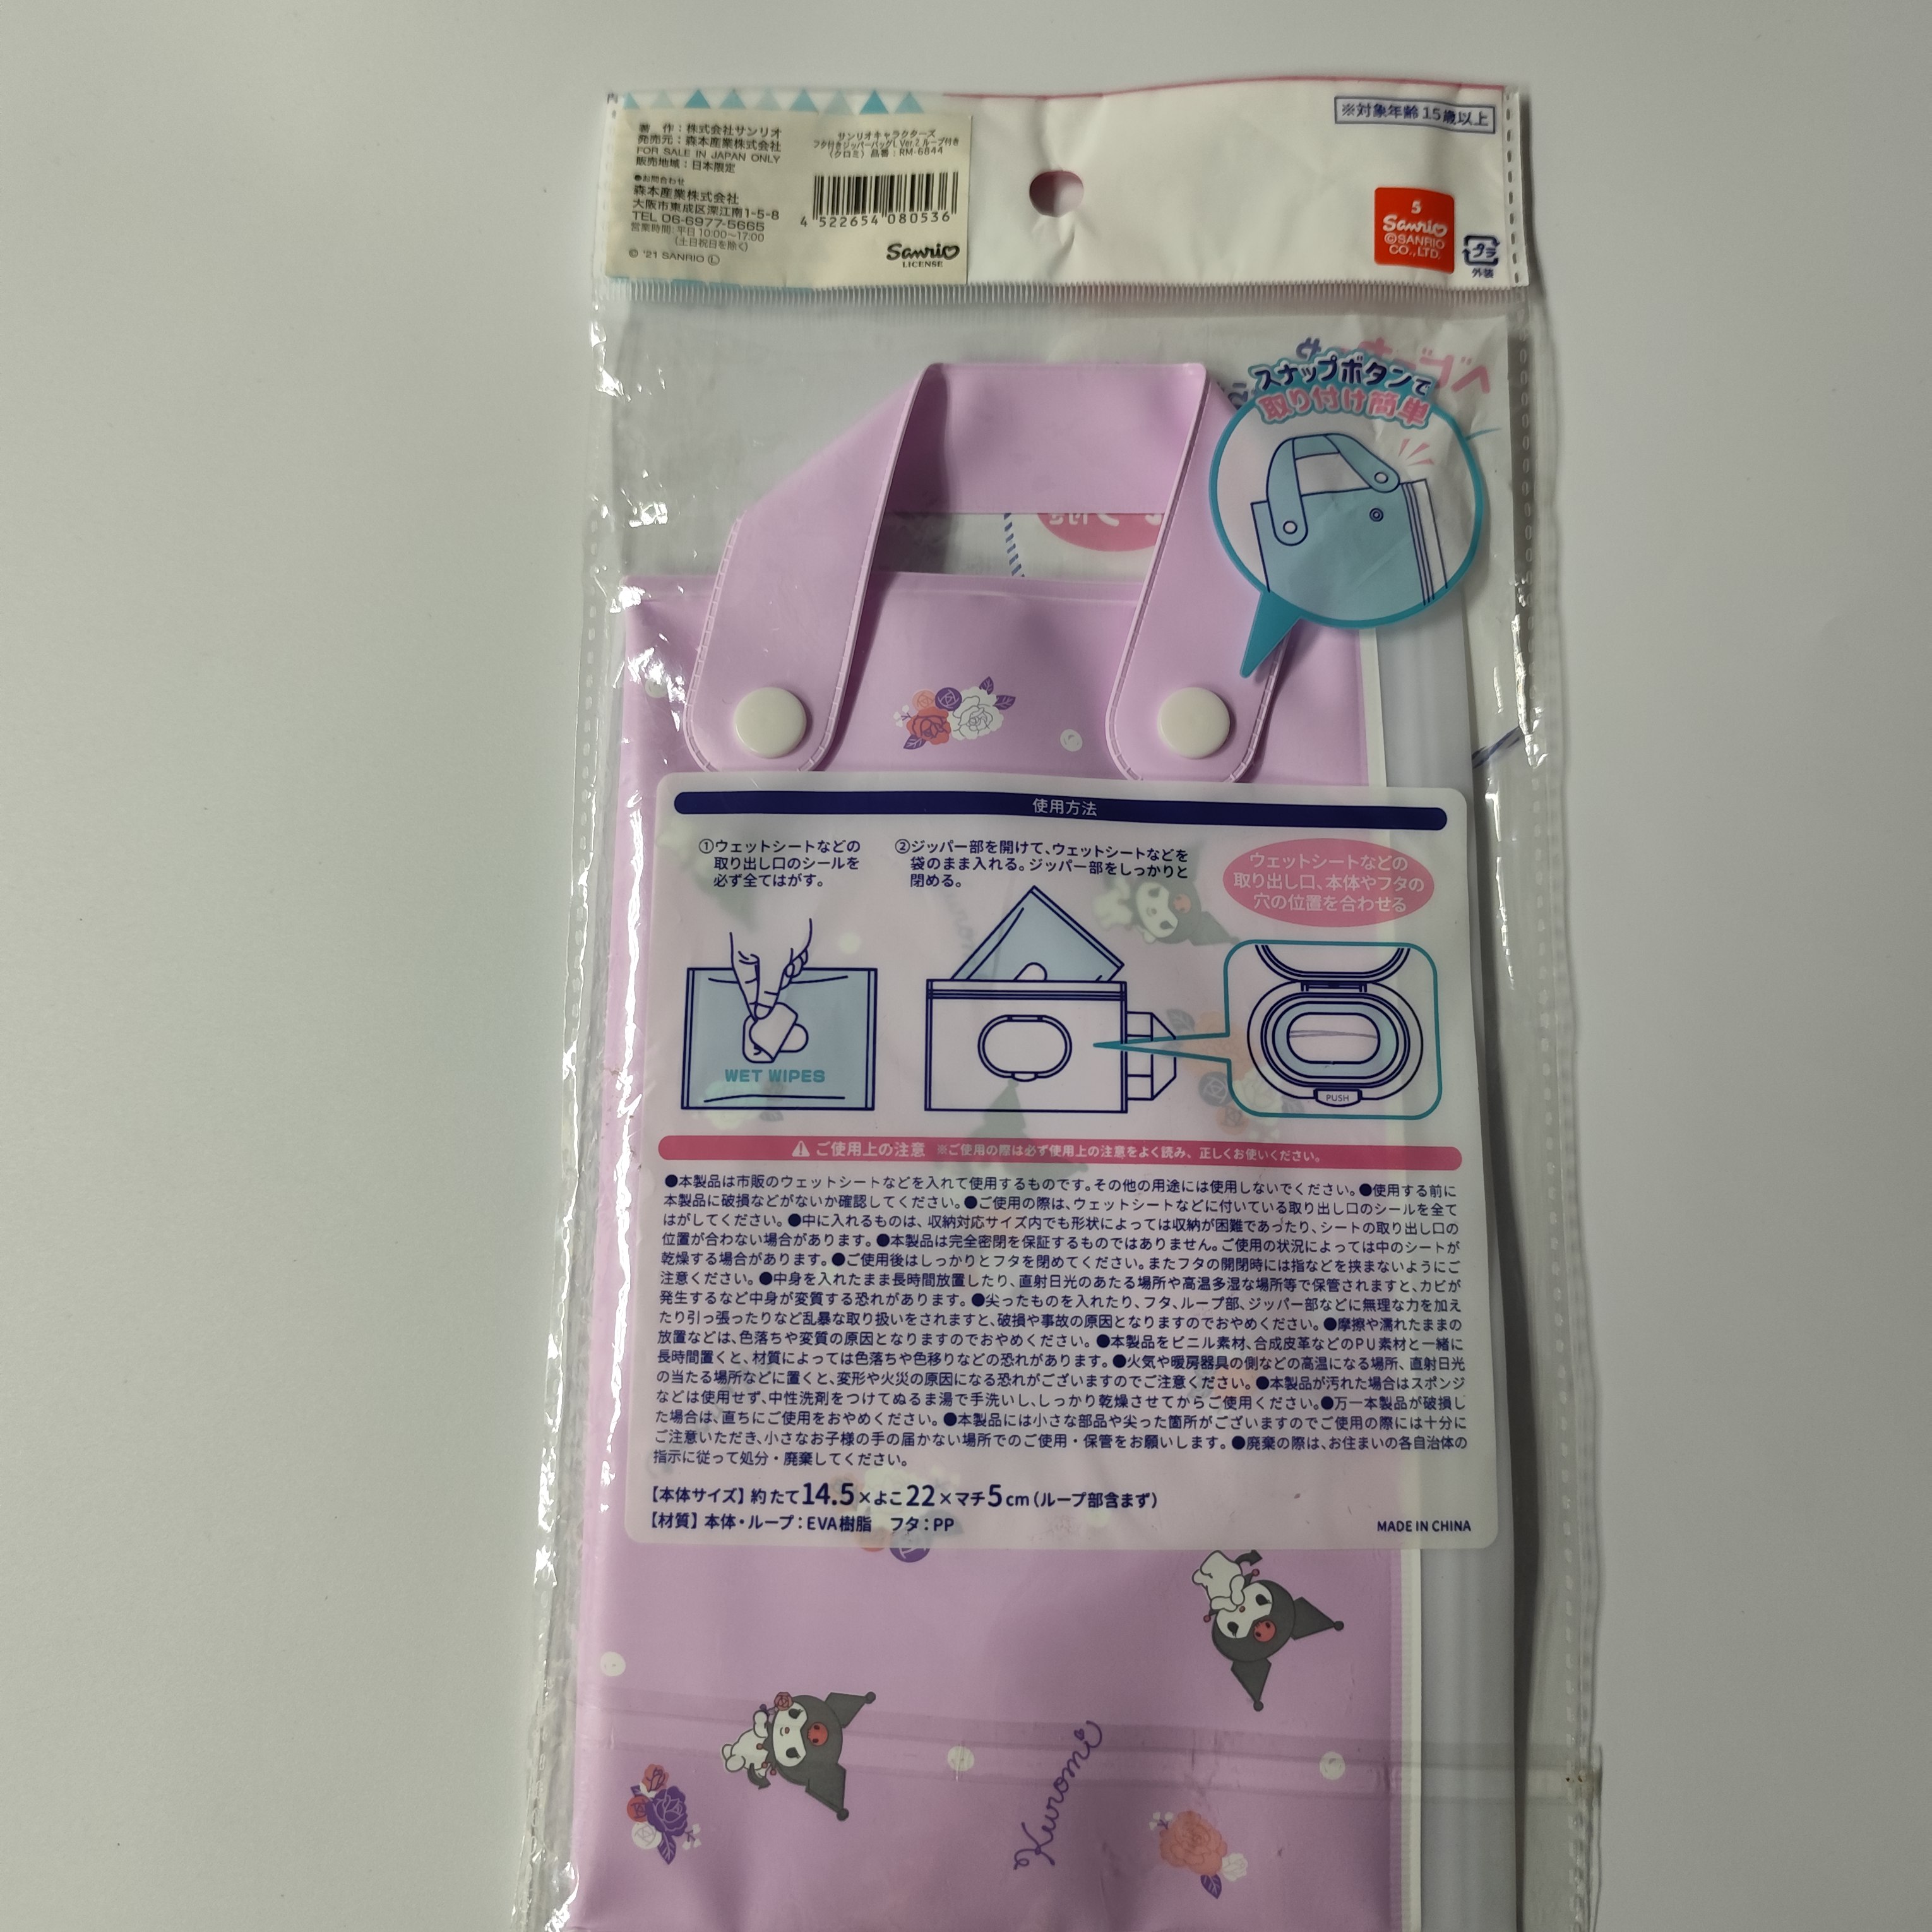 ※対象年齢15歳以上
著　作：株式会社サンリオ
発売元：森本産業株式会社
FOR SALE IN JAPAN ONLY
販売地域：日本限定
●お問合わせ
森本産業株式会社
大阪市東成区深江南1-5-8
TEL 06-6977-5665
営業時間:平日10:00〜17:00
(土日祝日を除く)
© '21 SANRIO Ⓛ
サンリオキャラクターズ
フタ付きジッパーバッグL Ver.2 ループ付き
(クロミ) 品番：RM-6844
4 522654 080536
Sanrio
LICENSE
5
Sanrio
©SANRIO
CO.,LTD.
プラ
外装
スナップボタンで
取り付け簡単
使用方法
①ウェットシートなどの
取り出し口のシールを
必ず全てはがす。
②ジッパー部を開けて、ウェットシートなどを
袋のまま入れる。ジッパー部をしっかりと
閉める。
ウェットシートなどの
取り出し口、本体やフタの
穴の位置を合わせる
WET WIPES
PUSH
ご使用上の注意 ※ご使用の際は必ず使用上の注意をよく読み、正しくお使いください。
●本製品は市販のウェットシートなどを入れて使用するものです。その他の用途には使用しないでください。●使用する前に
本製品に破損などがないか確認してください。●ご使用の際は、ウェットシートなどに付いている取り出し口のシールを全て
はがしてください。●中に入れるものは、収納対応サイズ内でも形状によっては収納が困難であったり、シートの取り出し口の
位置が合わない場合があります。●本製品は完全密閉を保証するものではありません。ご使用の状況によっては中のシートが
乾燥する場合があります。●ご使用後はしっかりとフタを閉めてください。またフタの開閉時には指などを挟まないようにご
注意ください。●中身を入れたまま長時間放置したり、直射日光のあたる場所や高温多湿な場所等で保管されますと、カビが
発生するなど中身が変質する恐れがあります。●尖ったものを入れたり、フタ、ループ部、ジッパー部などに無理な力を加え
たり引っ張ったりなど乱暴な取り扱いをされますと、破損や事故の原因となりますのでおやめください。●摩擦や濡れたままの
放置などは、色落ちや変質の原因となりますのでおやめください。●本製品をビニル素材、合成皮革などのPU素材と一緒に
長時間置くと、材質によっては色落ちや色移りなどの恐れがあります。●火気や暖房器具の側などの高温になる場所、直射日光
の当たる場所などに置くと、変形や火災の原因になる恐れがございますのでご注意ください。●本製品が汚れた場合はスポンジ
などは使用せず、中性洗剤をつけてぬるま湯で手洗いし、しっかり乾燥させてからご使用ください。●万一本製品が破損し
た場合は、直ちにご使用をおやめください。●本製品には小さな部品や尖った箇所がございますのでご使用の際には十分に
ご注意いただき、小さなお子様の手の届かない場所でのご使用・保管をお願いします。●廃棄の際は、お住まいの各自治体の
指示に従って処分・廃棄してください。
【本体サイズ】約たて14.5×よこ22×マチ5cm(ループ部含まず)
【材質】本体・ループ：EVA樹脂　フタ：PP
MADE IN CHINA
Kuromi